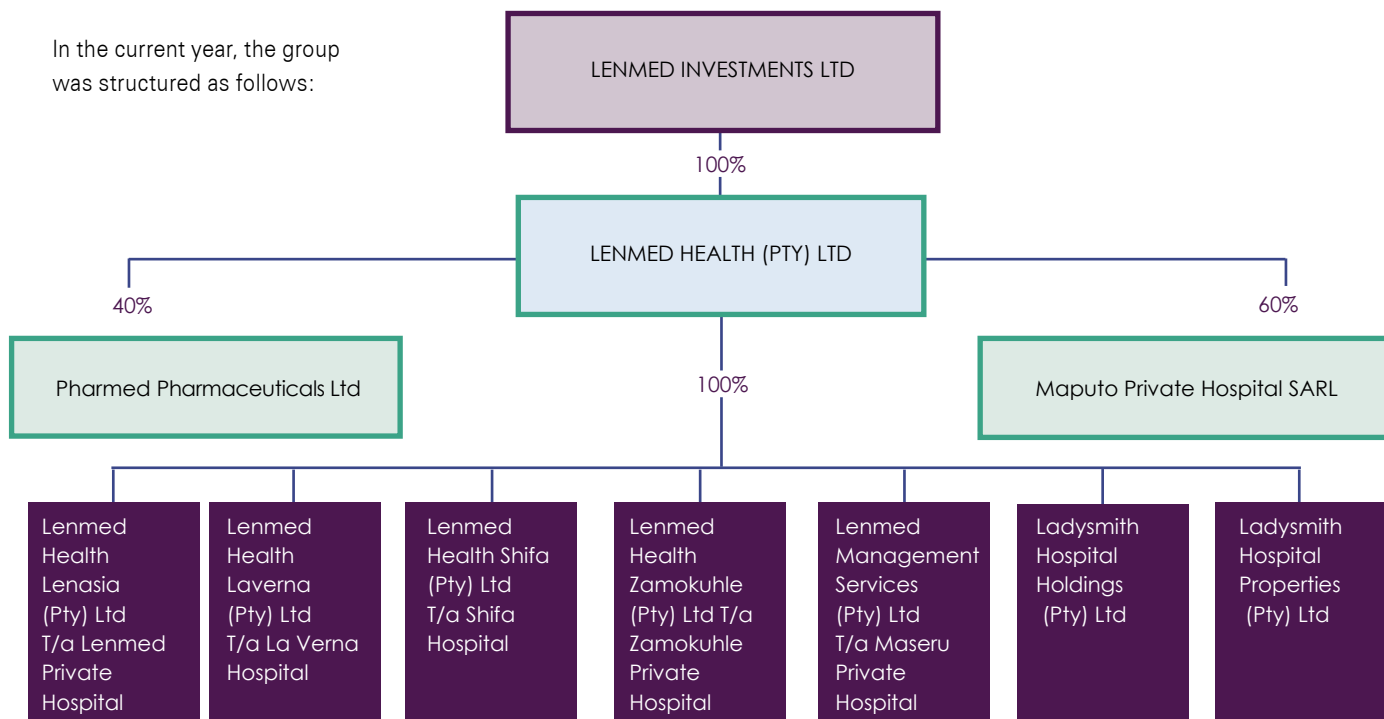 In the current year, the group
was structured as follows:
LENMED INVESTMENTS LTD
100%
LENMED HEALTH (PTY) LTD
40%
60%
Pharmed Pharmaceuticals Ltd
100%
Maputo Private Hospital SARL
Lenmed
Health
Lenasia
(Pty) Ltd
T/a Lenmed
Private
Hospital
Lenmed
Health
Laverna
(Pty) Ltd
T/a La Verna
Hospital
Lenmed
Health Shifa
(Pty) Ltd
T/a Shifa
Hospital
Lenmed
Health
Zamokuhle
(Pty) Ltd T/a
Zamokuhle
Private
Hospital
Lenmed
Management
Services
(Pty) Ltd
T/a Maseru
Private
Hospital
Ladysmith
Hospital
Holdings
(Pty) Ltd
Ladysmith
Hospital
Properties
(Pty) Ltd